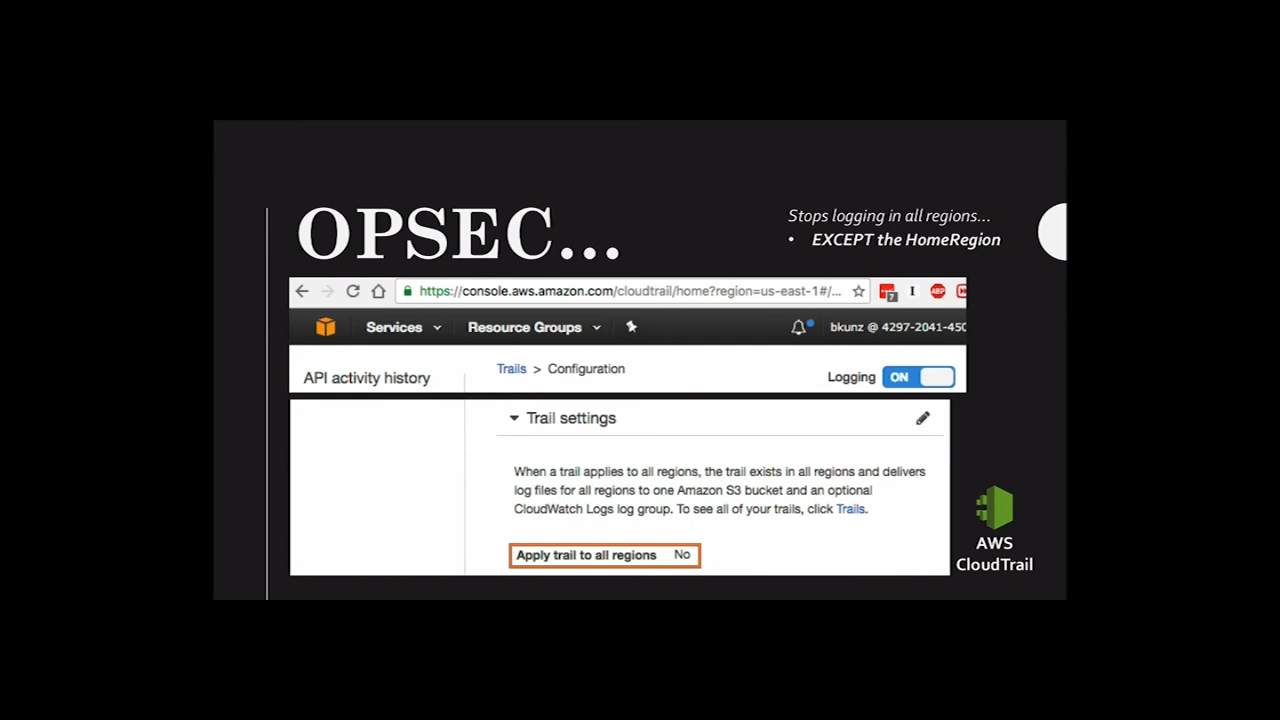 OPSEC...
Stops logging in all regions...
• EXCEPT the HomeRegion
https://console.aws.amazon.com/cloudtrail/home?region=us-east-1#/...
7
I
ABP
Services
Resource Groups
bkunz @ 4297-2041-450
API activity history
Trails > Configuration
Logging ON
Trail settings
When a trail applies to all regions, the trail exists in all regions and delivers
log files for all regions to one Amazon S3 bucket and an optional
CloudWatch Logs log group. To see all of your trails, click Trails.
Apply trail to all regions No
AWS
CloudTrail